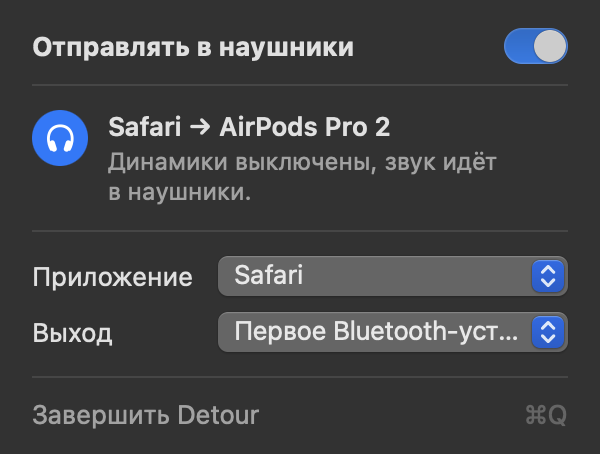 Отправлять в наушники
Safari → AirPods Pro 2
Динамики выключены, звук идёт
в наушники.
Приложение Safari
Выход Первое Bluetooth-уст...
Завершить Detour ⌘Q